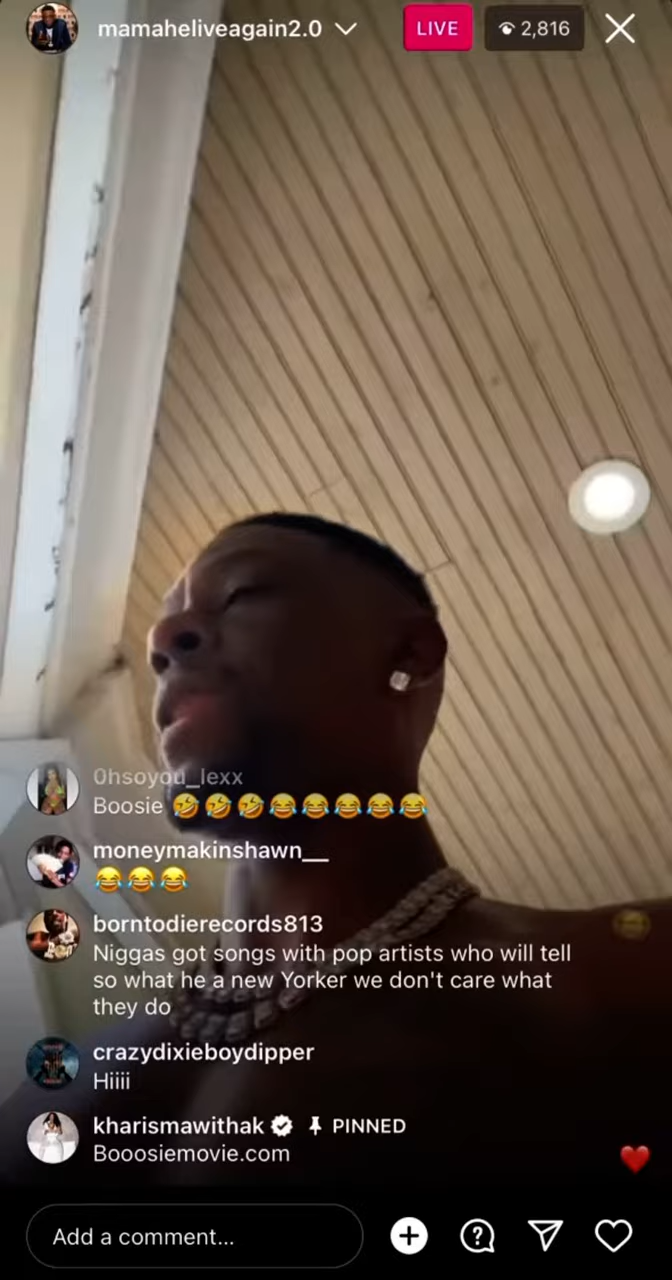 mamaheliveagain2.0
LIVE
2,816
0hsoyou_lexx
Boosie 🤣🤣🤣😂😂😂😂😂
moneymakinshawn__
😂😂😂
borntodierecords813
Niggas got songs with pop artists who will tell
so what he a new Yorker we don't care what
they do
crazydixieboydipper
Hiiii
kharismawithak PINNED
Booosiemovie.com
Add a comment...